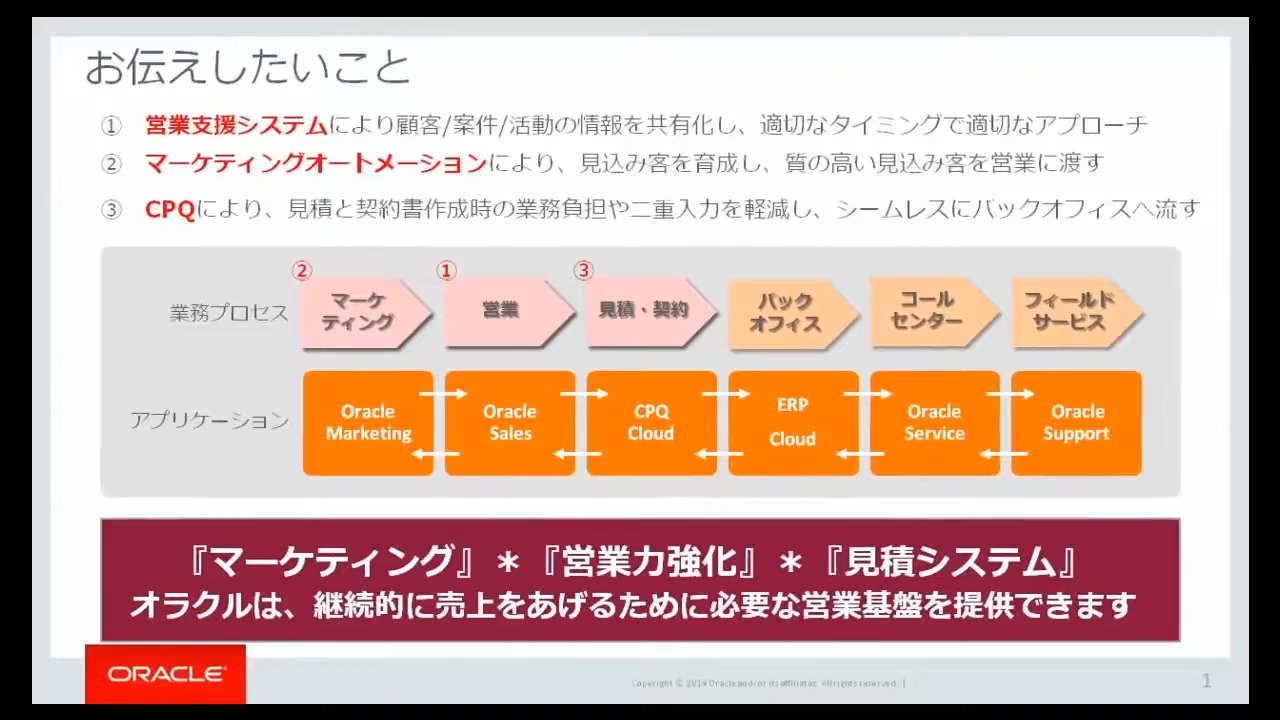 お伝えしたいこと
① 営業支援システムにより顧客/案件/活動の情報を共有化し、適切なタイミングで適切なアプローチ
② マーケティングオートメーションにより、見込み客を育成し、質の高い見込み客を営業に渡す
③ CPQにより、見積と契約書作成時の業務負担や二重入力を軽減し、シームレスにバックオフィスへ流す
② ① ③
業務プロセス
マーケ
ティング
営業
見積・契約
バック
オフィス
コール
センター
フィールド
サービス
アプリケーション
Oracle
Marketing
Oracle
Sales
CPQ
Cloud
ERP
Cloud
Oracle
Service
Oracle
Support
『マーケティング』＊『営業力強化』＊『見積システム』
オラクルは、継続的に売上をあげるために必要な営業基盤を提供できます
ORACLE®
Copyright © 2016 Oracle and/or its affiliates. All rights reserved. |
1